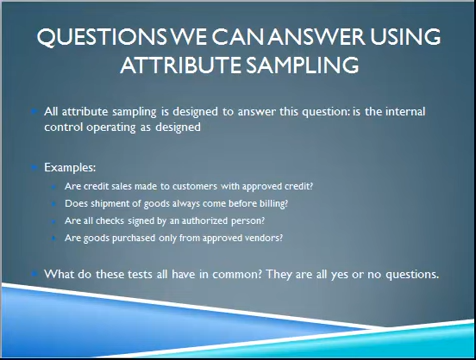 QUESTIONS WE CAN ANSWER USING
ATTRIBUTE SAMPLING
All attribute sampling is designed to answer this question: is the internal
control operating as designed
Examples:
Are credit sales made to customers with approved credit?
Does shipment of goods always come before billing?
Are all checks signed by an authorized person?
Are goods purchased only from approved vendors?
What do these tests all have in common? They are all yes or no questions.